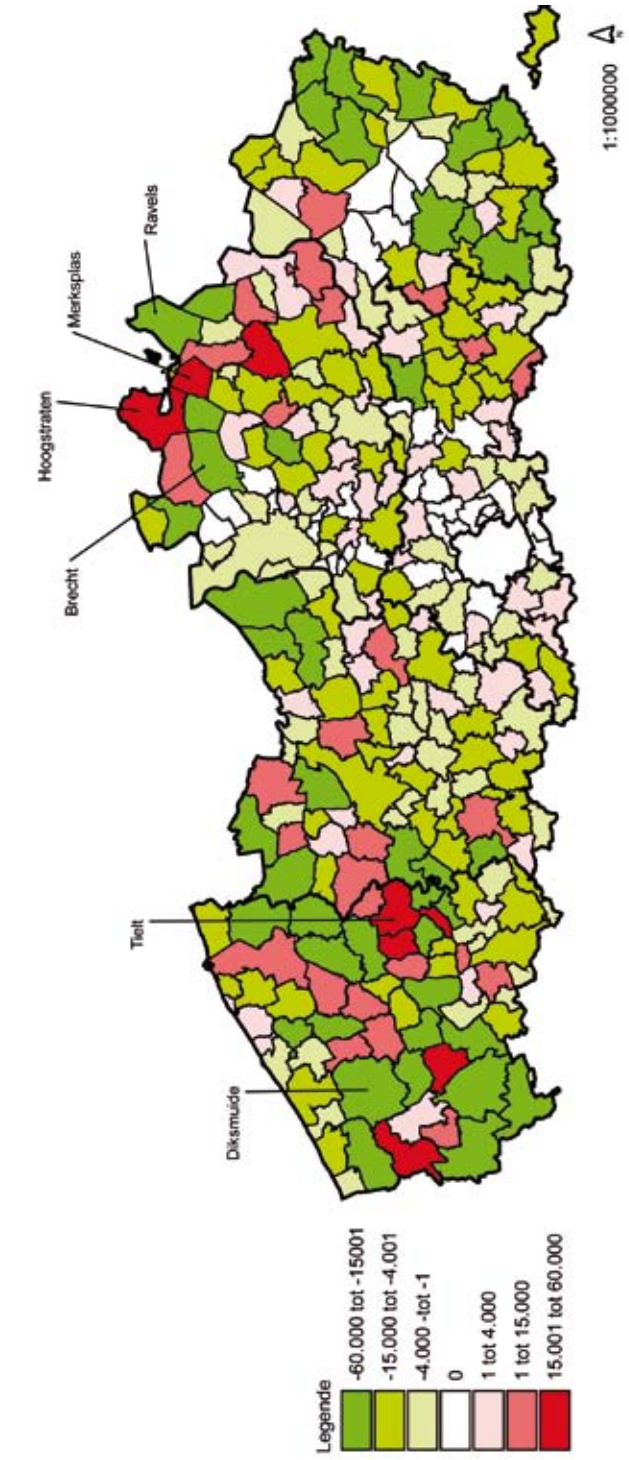 Hoogstraten
Merksplas
Ravels
Brecht
Tielt
Diksmuide
Legende
-60.000 tot -15001
-15.000 tot -4.001
-4.000 -tot -1
0
1 tot 4.000
1 tot 15.000
15.001 tot 60.000
N
1:1000000